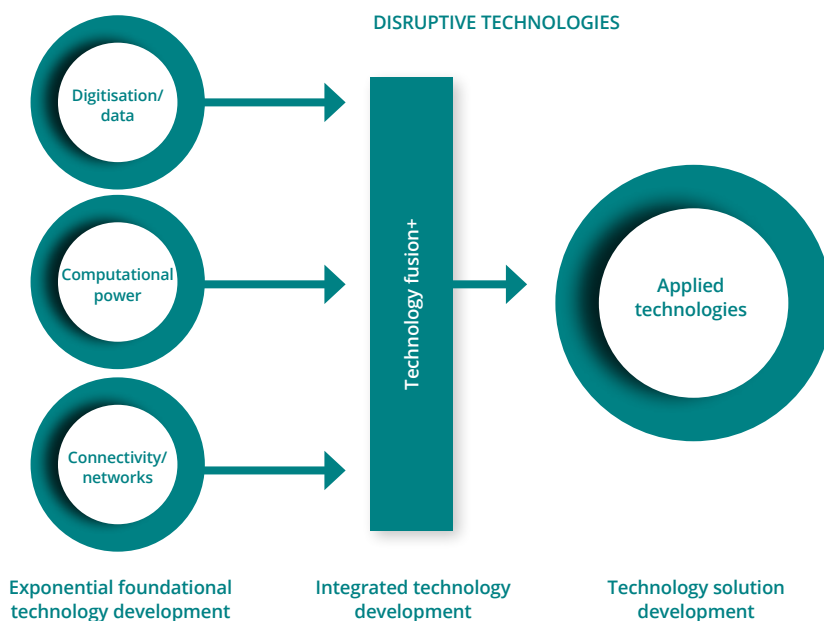 DISRUPTIVE TECHNOLOGIES
Digitisation/
data
Computational
power
Connectivity/
networks
Technology fusion+
Applied
technologies
Exponential foundational
technology development
Integrated technology
development
Technology solution
development